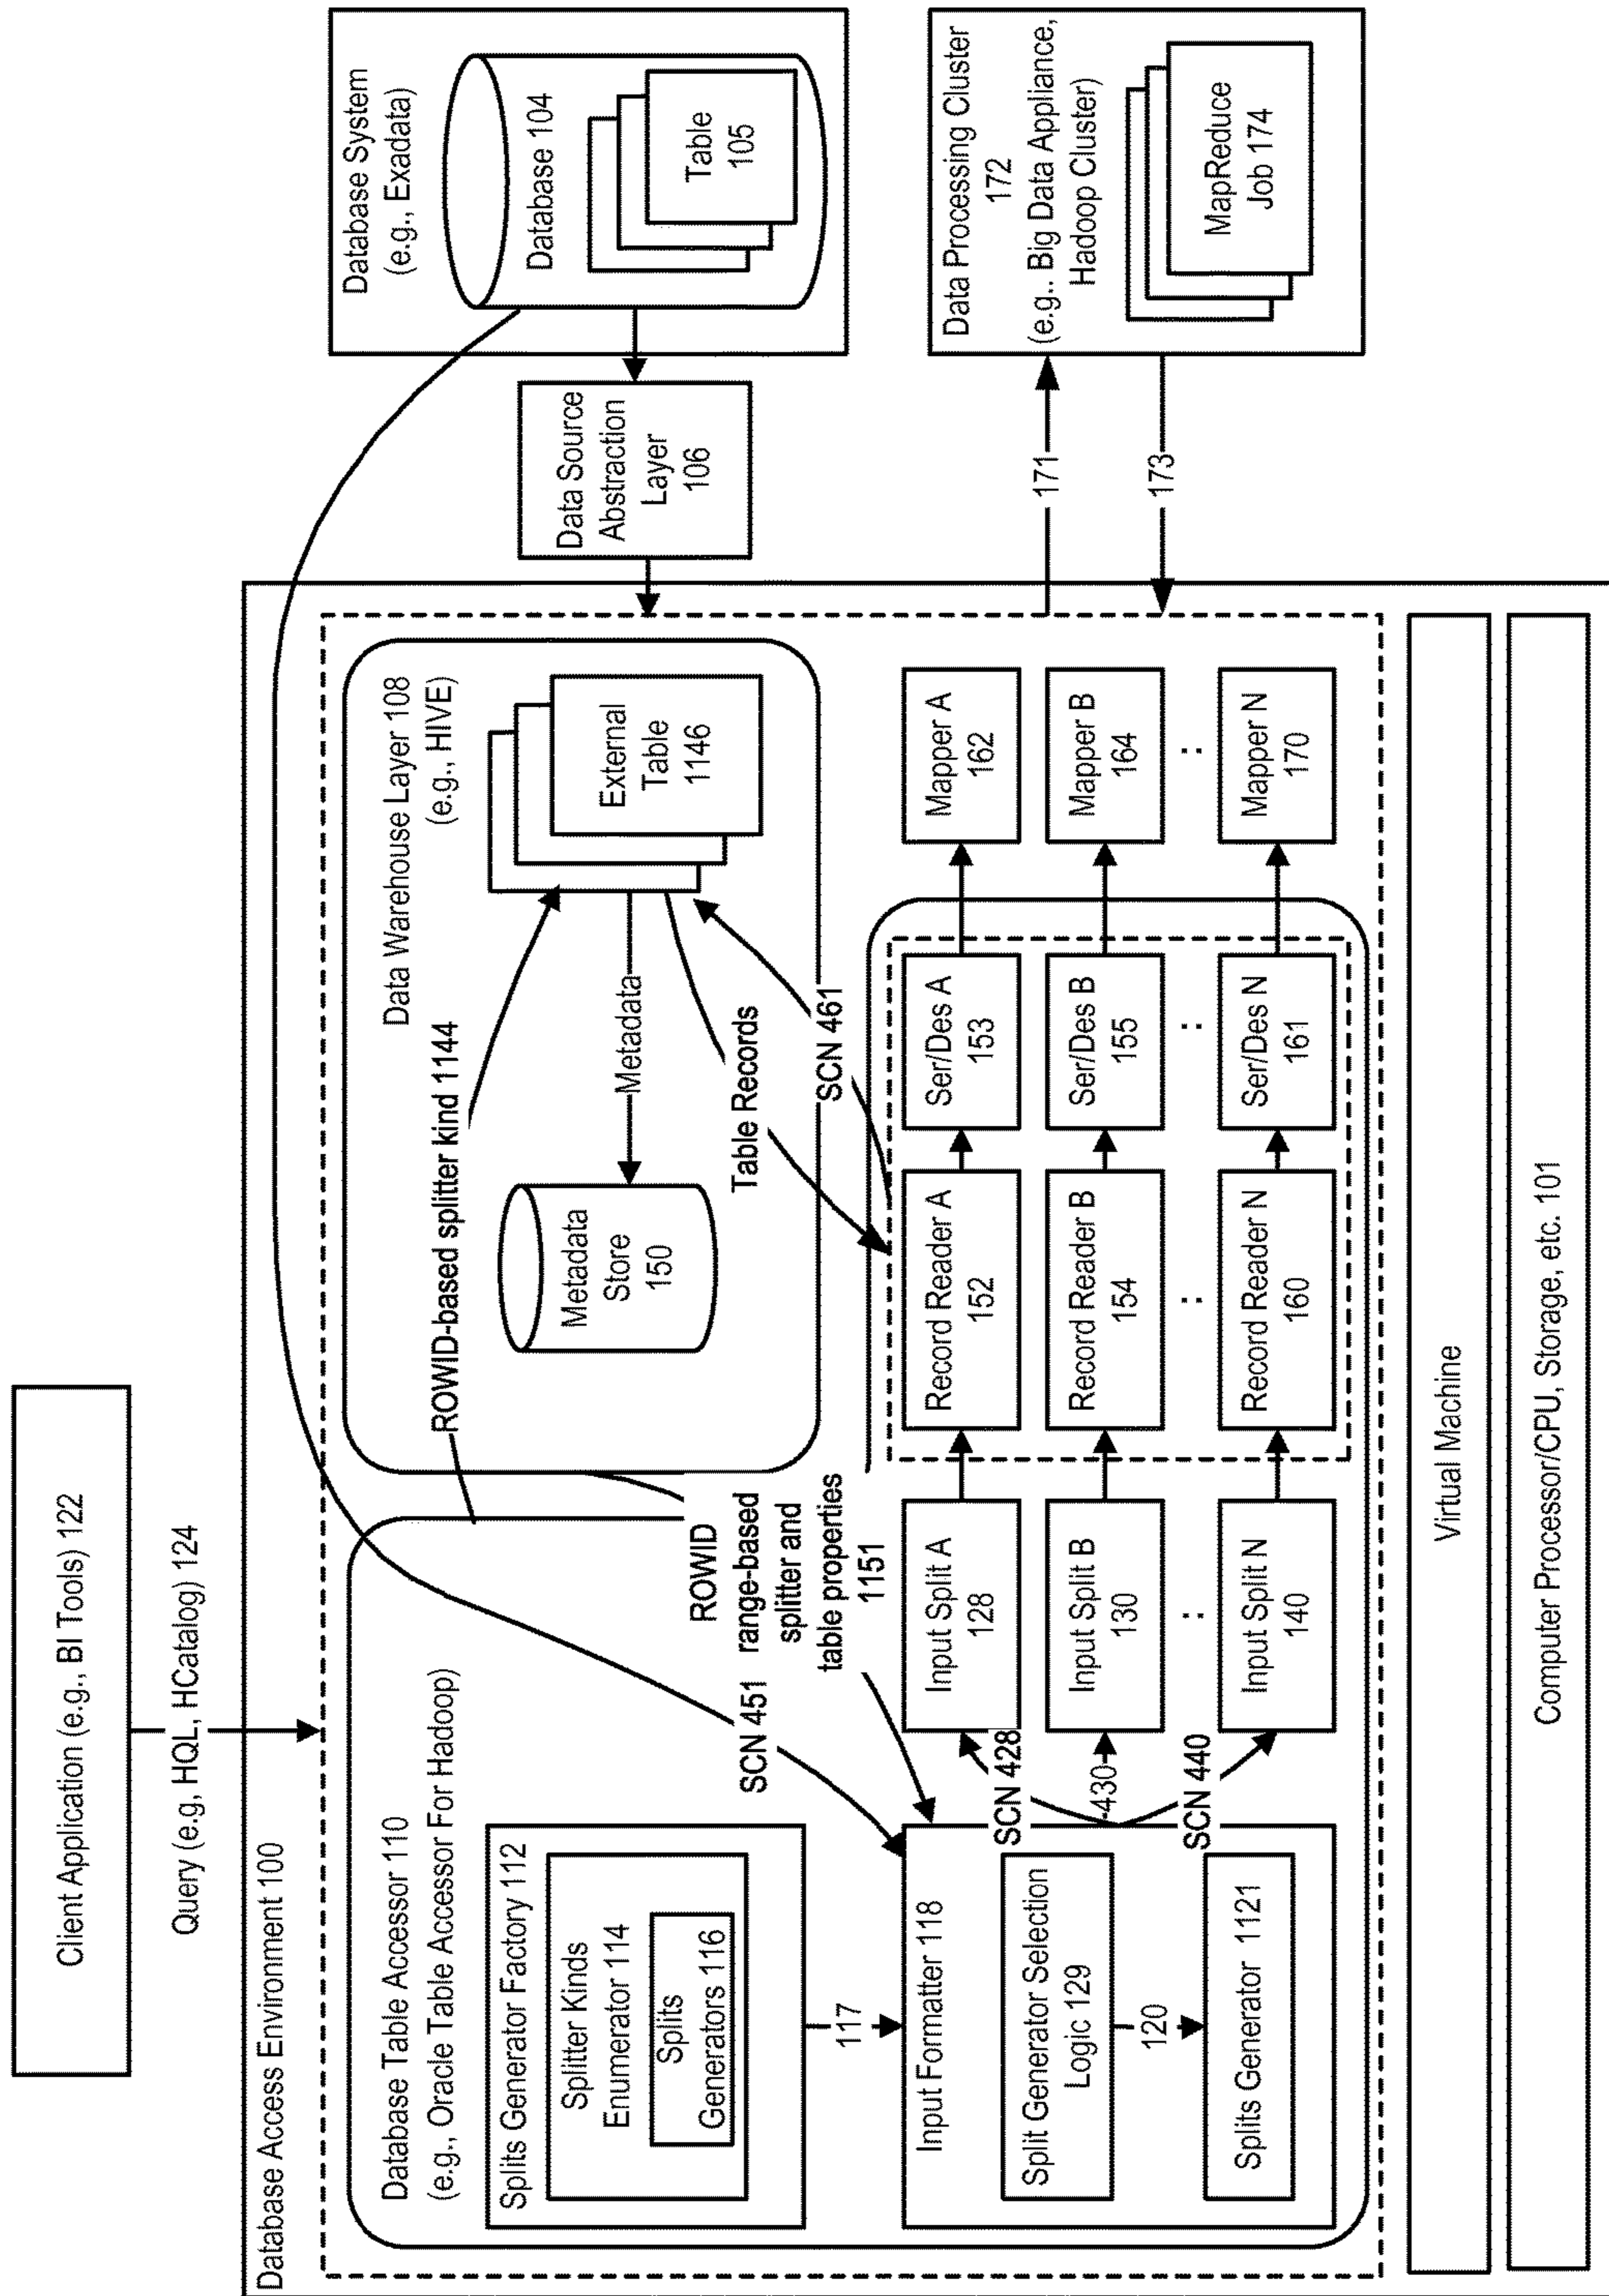 Client Application (e.g., BI Tools) 122
Query (e.g, HQL, HCatalog) 124
Database Access Environment 100
Database Table Accessor 110
(e.g., Oracle Table Accessor For Hadoop)
Splits Generator Factory 112
Splitter Kinds
Enumerator 114
Splits
Generators 116
117
Input Formatter 118
Split Generator Selection
Logic 129
120
Splits Generator 1121
SCN 451
ROWID
range-based
splitter and
table properties
1151
SCN 428
430
SCN 440
Input Split A
128
Input Split B
130
:
Input Split N
140
ROWID-based splitter kind 1144
Data Warehouse Layer 108
(e.g., HIVE)
Metadata
Store
150
Metadata
External
Table
1146
Table Records
SCN 461
Record Reader A
152
Record Reader B
154
:
Record Reader N
160
Ser/Des A
153
Ser/Des B
155
:
Ser/Des N
161
Mapper A
162
Mapper B
164
:
Mapper N
170
Data Source
Abstraction
Layer
106
Database System
(e.g., Exadata)
Database 104
Table
105
171
173
Data Processing Cluster
172
(e.g.. Big Data Appliance,
Hadoop Cluster)
MapReduce
Job 174
Virtual Machine
Computer Processor/CPU, Storage, etc. 101